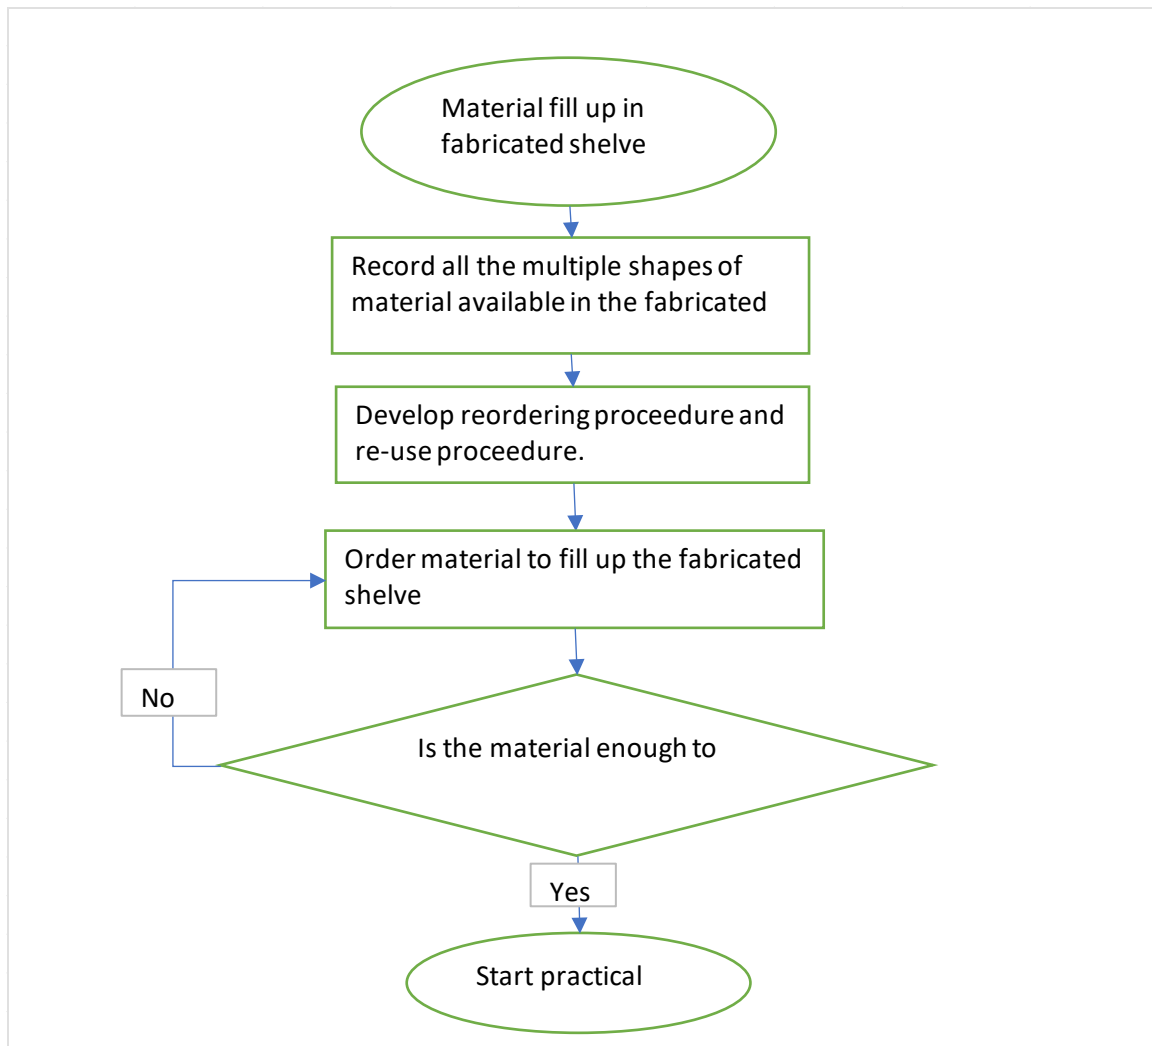 Material fill up in
fabricated shelve
Record all the multiple shapes of
material available in the fabricated
Develop reordering proceedure and
re-use proceedure.
Order material to fill up the fabricated
shelve
No
Is the material enough to
Yes
Start practical